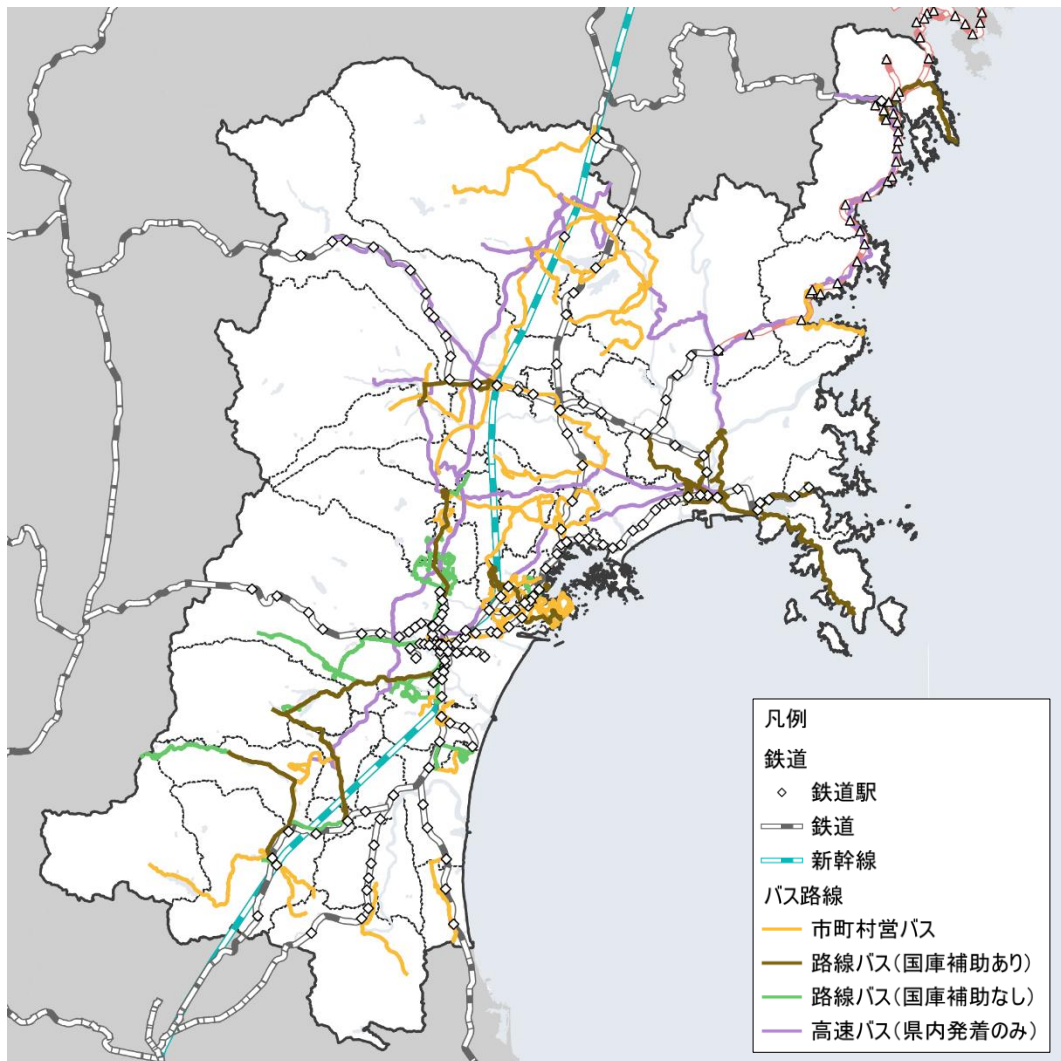 凡例
鉄道
鉄道駅
鉄道
新幹線
バス路線
市町村営バス
路線バス(国庫補助あり)
路線バス(国庫補助なし)
高速バス(県内発着のみ)